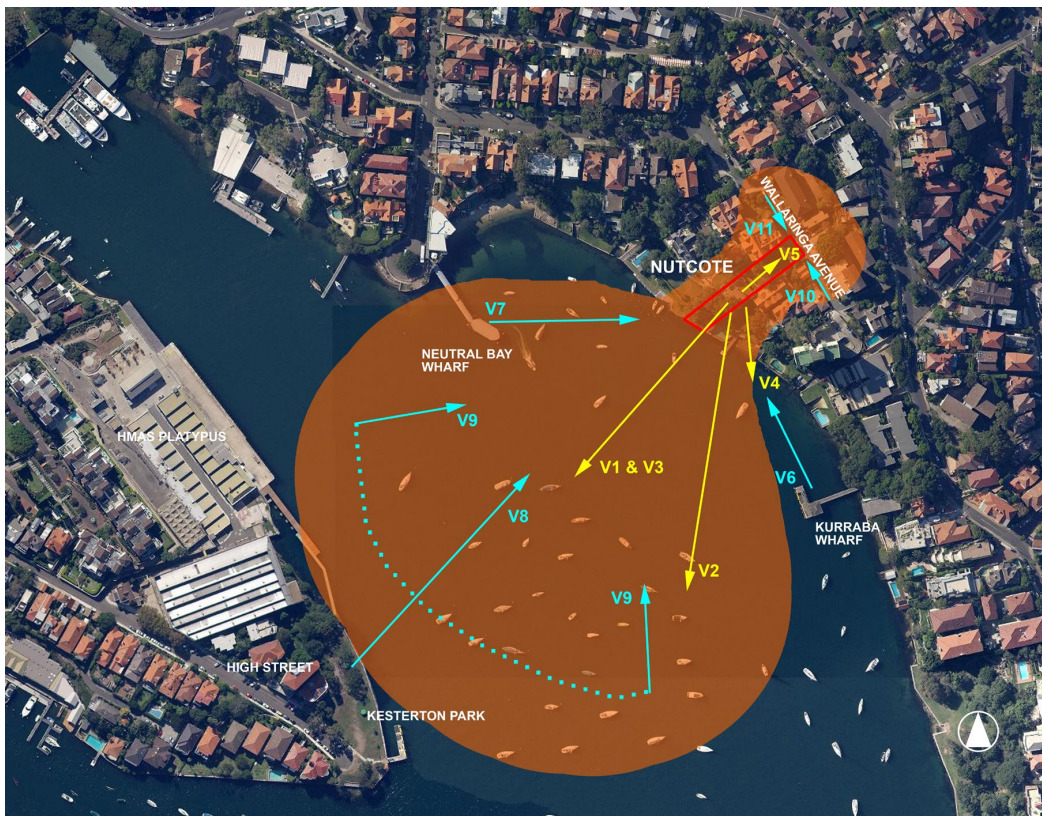 WALLARINGA AVENUE
V11
V5
NUTCOTE
V10
V7
NEUTRAL BAY
WHARF
V4
V9
HMAS PLATYPUS
V1 & V3
V6
V8
KURRABA
WHARF
V2
V9
HIGH STREET
KESTERTON PARK